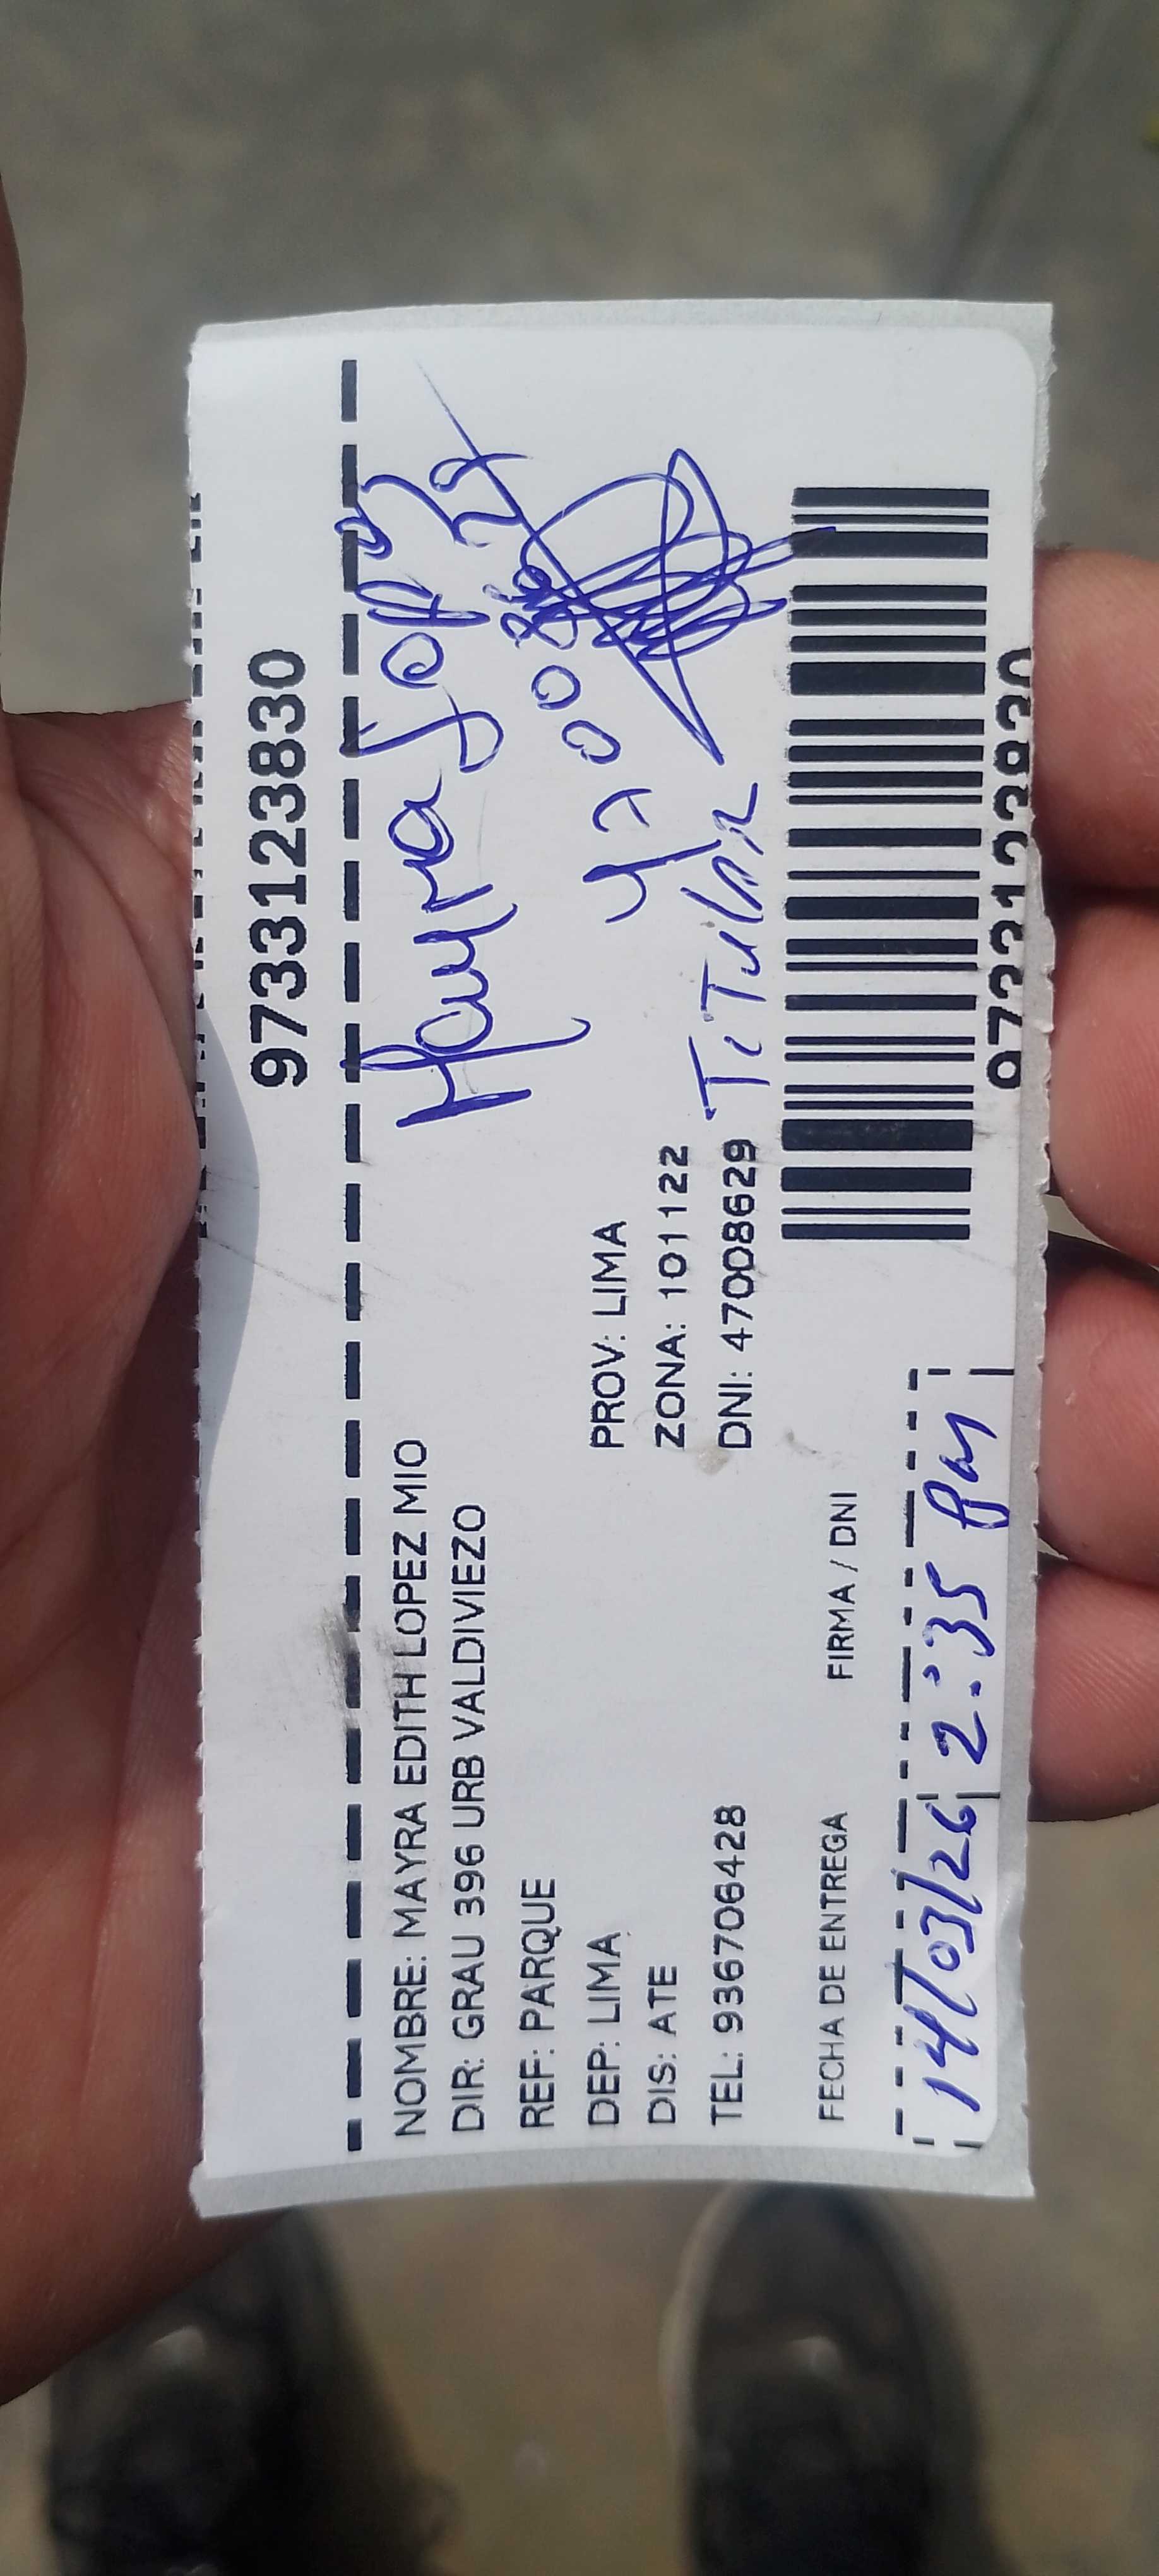 9733123830
NOMBRE: MAYRA EDITH LOPEZ MIO
DIR: GRAU 396 URB VALDIVIEZO
REF: PARQUE
DEP: LIMA
PROV: LIMA
DIS: ATE
ZONA: 101122
TEL: 936706428
DNI: 47008629
Mayra Lopez
Titular
FECHA DE ENTREGA
FIRMA / DNI
14/03/26
2:35 PM
9733123830